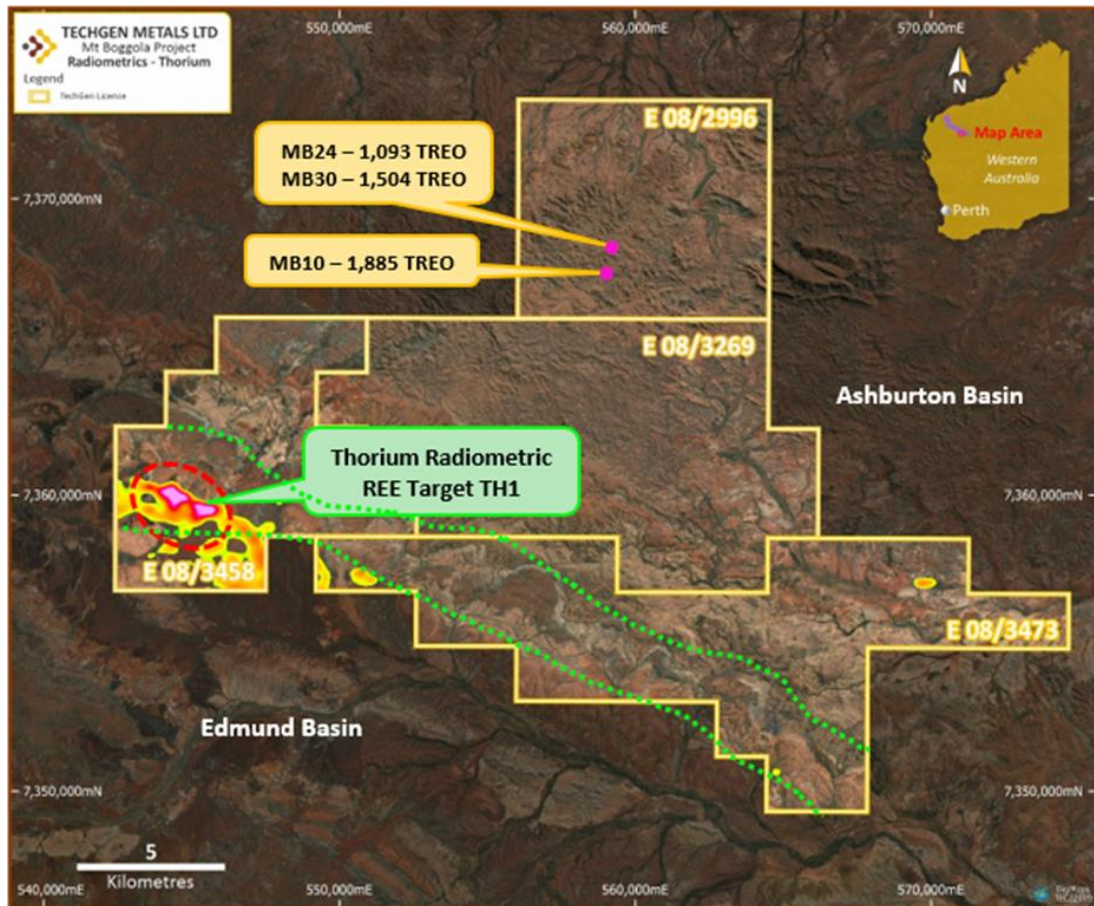 TECHGEN METALS LTD
Mt Boggola Project
Radiometrics - Thorium
Legend
TechGen Licence
550,000mE
560,000mE
570,000mE
N
Map Area
Western
Australia
Perth
E 08/2996
MB24 – 1,093 TREO
MB30 – 1,504 TREO
7,370,000mN
MB10 – 1,885 TREO
E 08/3269
Ashburton Basin
Thorium Radiometric
REE Target TH1
7,360,000mN
7,360,000mN
E 08/3458
E 08/3473
Edmund Basin
7,350,000mN
7,350,000mN
5
Kilometres
540,000mE
550,000mE
560,000mE
570,000mE